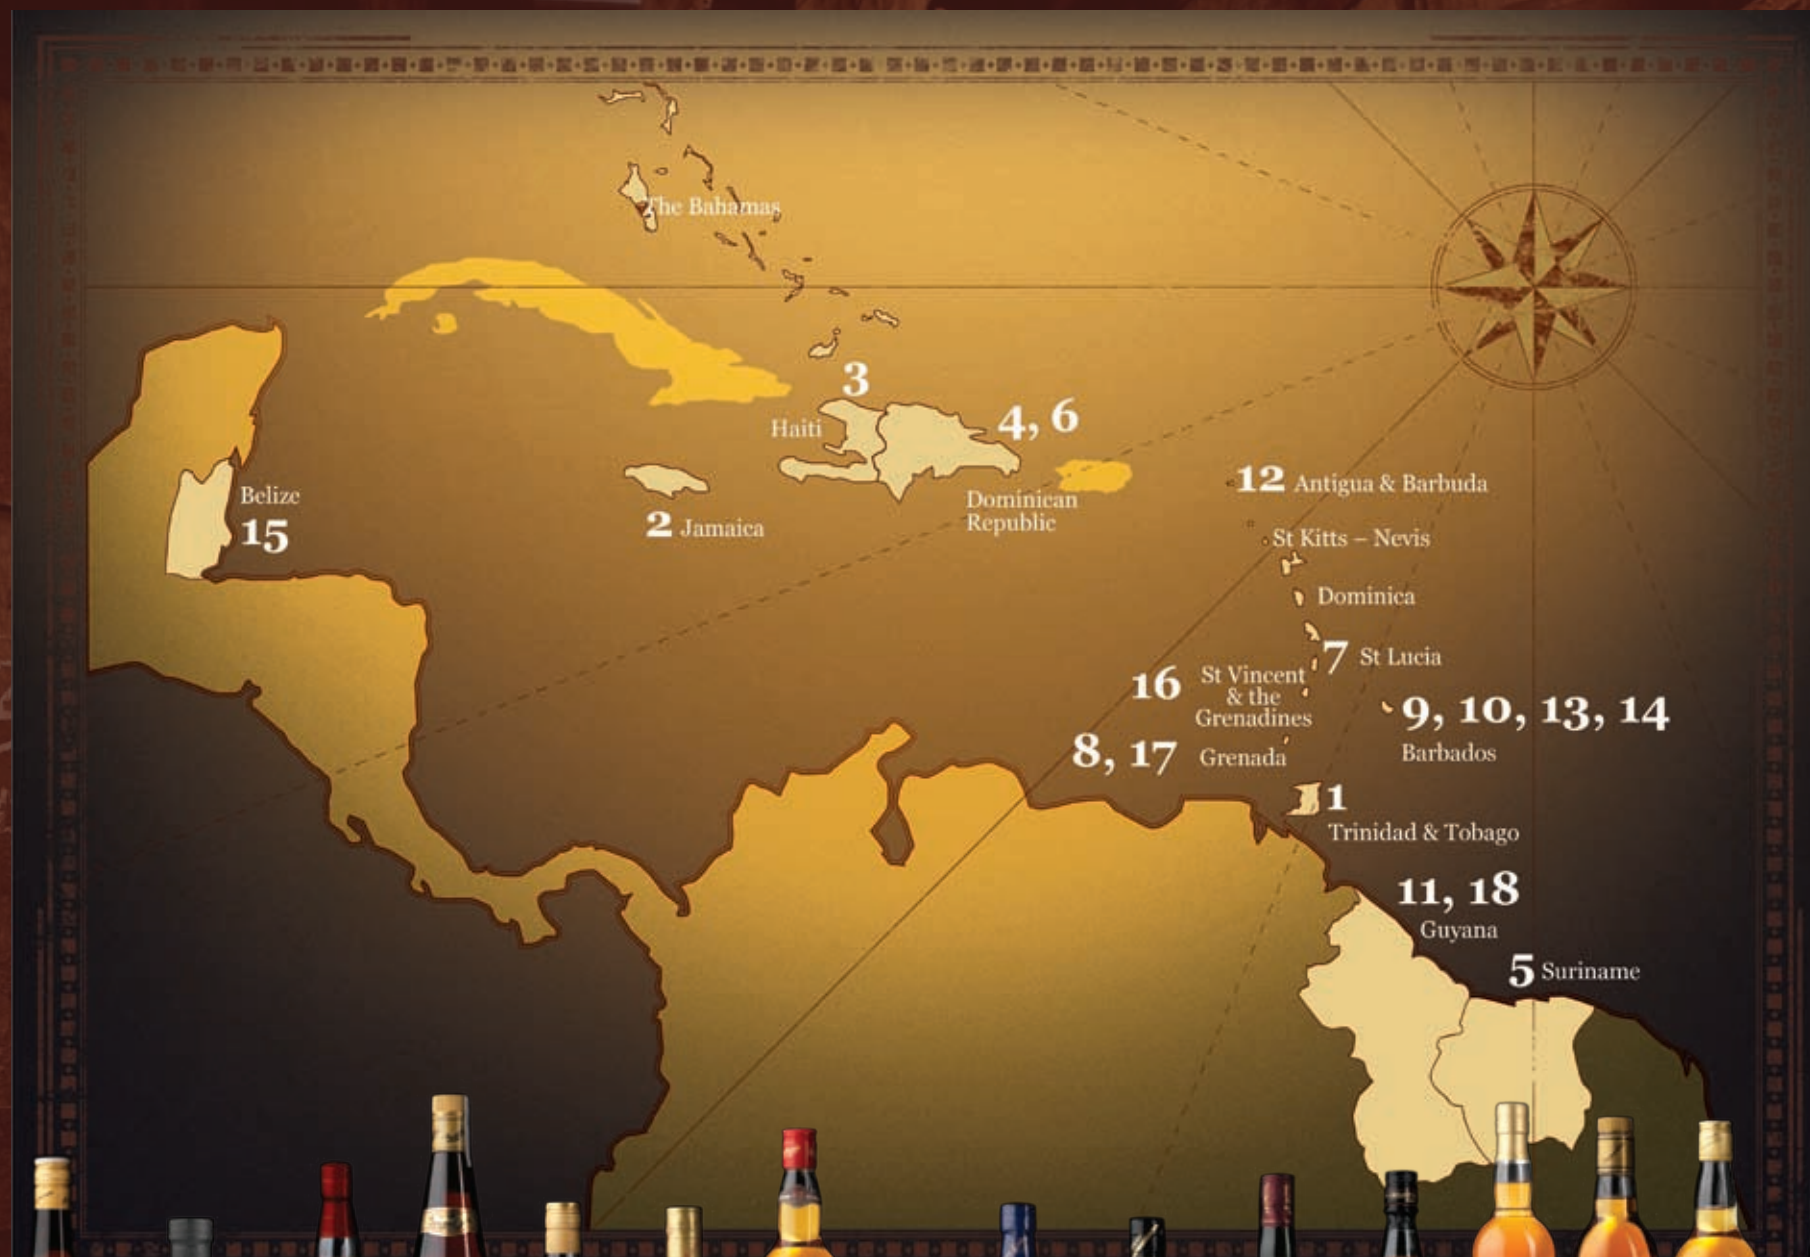 The Bahamas
3
Haiti
4, 6
Dominican
Republic
Belize
15
2 Jamaica
12 Antigua & Barbuda
St Kitts – Nevis
Dominica
7 St Lucia
16 St Vincent
& the
Grenadines
9, 10, 13, 14
Barbados
8, 17 Grenada
1
Trinidad & Tobago
11, 18
Guyana
5 Suriname